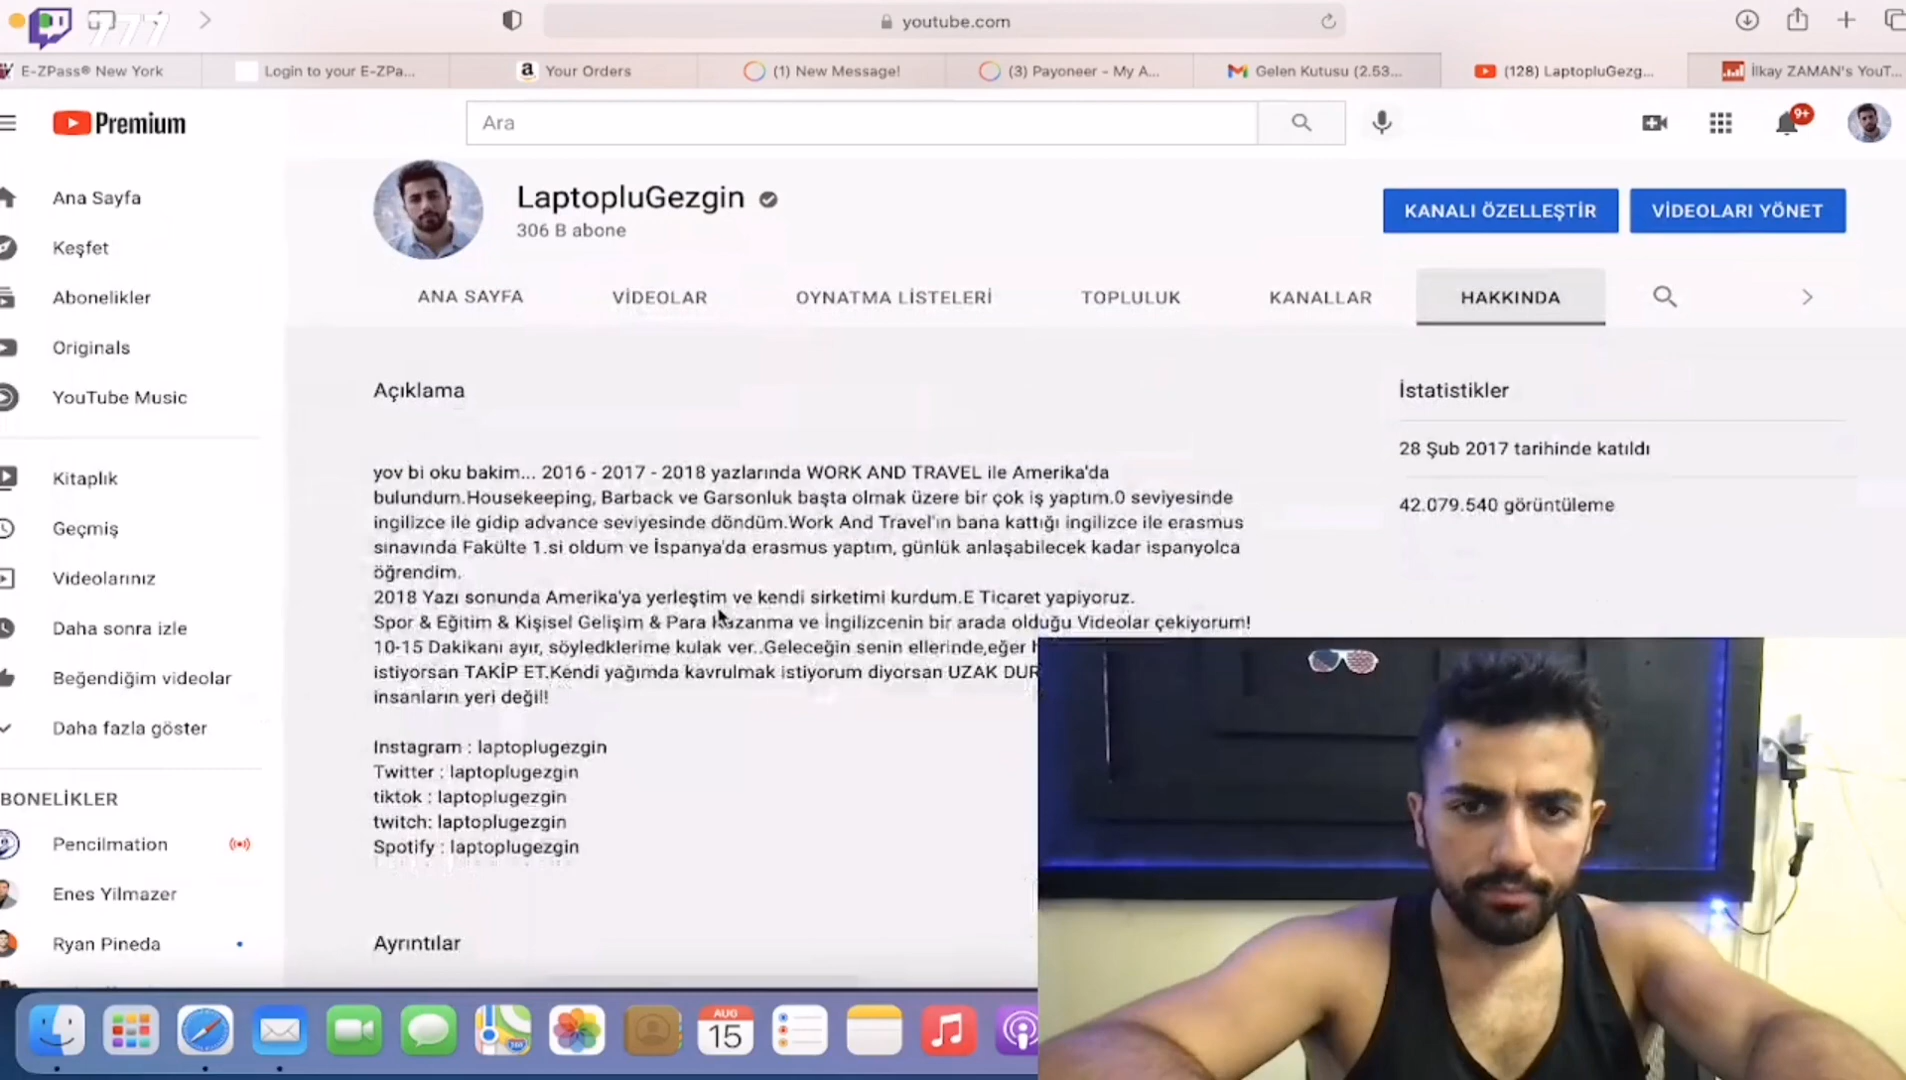 777
youtube.com
E-ZPass® New York
Login to your E-ZPa...
Your Orders
(1) New Message!
(3) Payoneer - My A...
Gelen Kutusu (2.53...
(128) LaptopluGezg...
İlkay ZAMAN's YouT...
Premium
Ara
9+
Ana Sayfa
Keşfet
Abonelikler
Originals
YouTube Music
Kitaplık
Geçmiş
Videolarınız
Daha sonra izle
Beğendiğim videolar
Daha fazla göster
BONELİKLER
Pencilmation
Enes Yilmazer
Ryan Pineda
LaptopluGezgin
306 B abone
KANALI ÖZELLEŞTİR
VİDEOLARI YÖNET
ANA SAYFA
VİDEOLAR
OYNATMA LİSTELERİ
TOPLULUK
KANALLAR
HAKKINDA
Açıklama
yov bi oku bakim... 2016 - 2017 - 2018 yazlarında WORK AND TRAVEL ile Amerika'da
bulundum.Housekeeping, Barback ve Garsonluk başta olmak üzere bir çok iş yaptım.0 seviyesinde
ingilizce ile gidip advance seviyesinde döndüm.Work And Travel'ın bana kattığı ingilizce ile erasmus
sınavında Fakülte 1.si oldum ve İspanya'da erasmus yaptım, günlük anlaşabilecek kadar ispanyolca
öğrendim.
2018 Yazı sonunda Amerika'ya yerleştim ve kendi sirketimi kurdum.E Ticaret yapiyoruz.
Spor & Eğitim & Kişisel Gelişim & Para Kazanma ve İngilizcenin bir arada olduğu Videolar çekiyorum!
10-15 Dakikanı ayır, söyledklerime kulak ver..Geleceğin senin ellerinde,eğer
istiyorsan TAKİP ET.Kendi yağımda kavrulmak istiyorum diyorsan UZAK DUR
insanların yeri değil!
Instagram : laptoplugezgin
Twitter : laptoplugezgin
tiktok : laptoplugezgin
twitch: laptoplugezgin
Spotify : laptoplugezgin
Ayrıntılar
İstatistikler
28 Şub 2017 tarihinde katıldı
42.079.540 görüntüleme
AUG
15